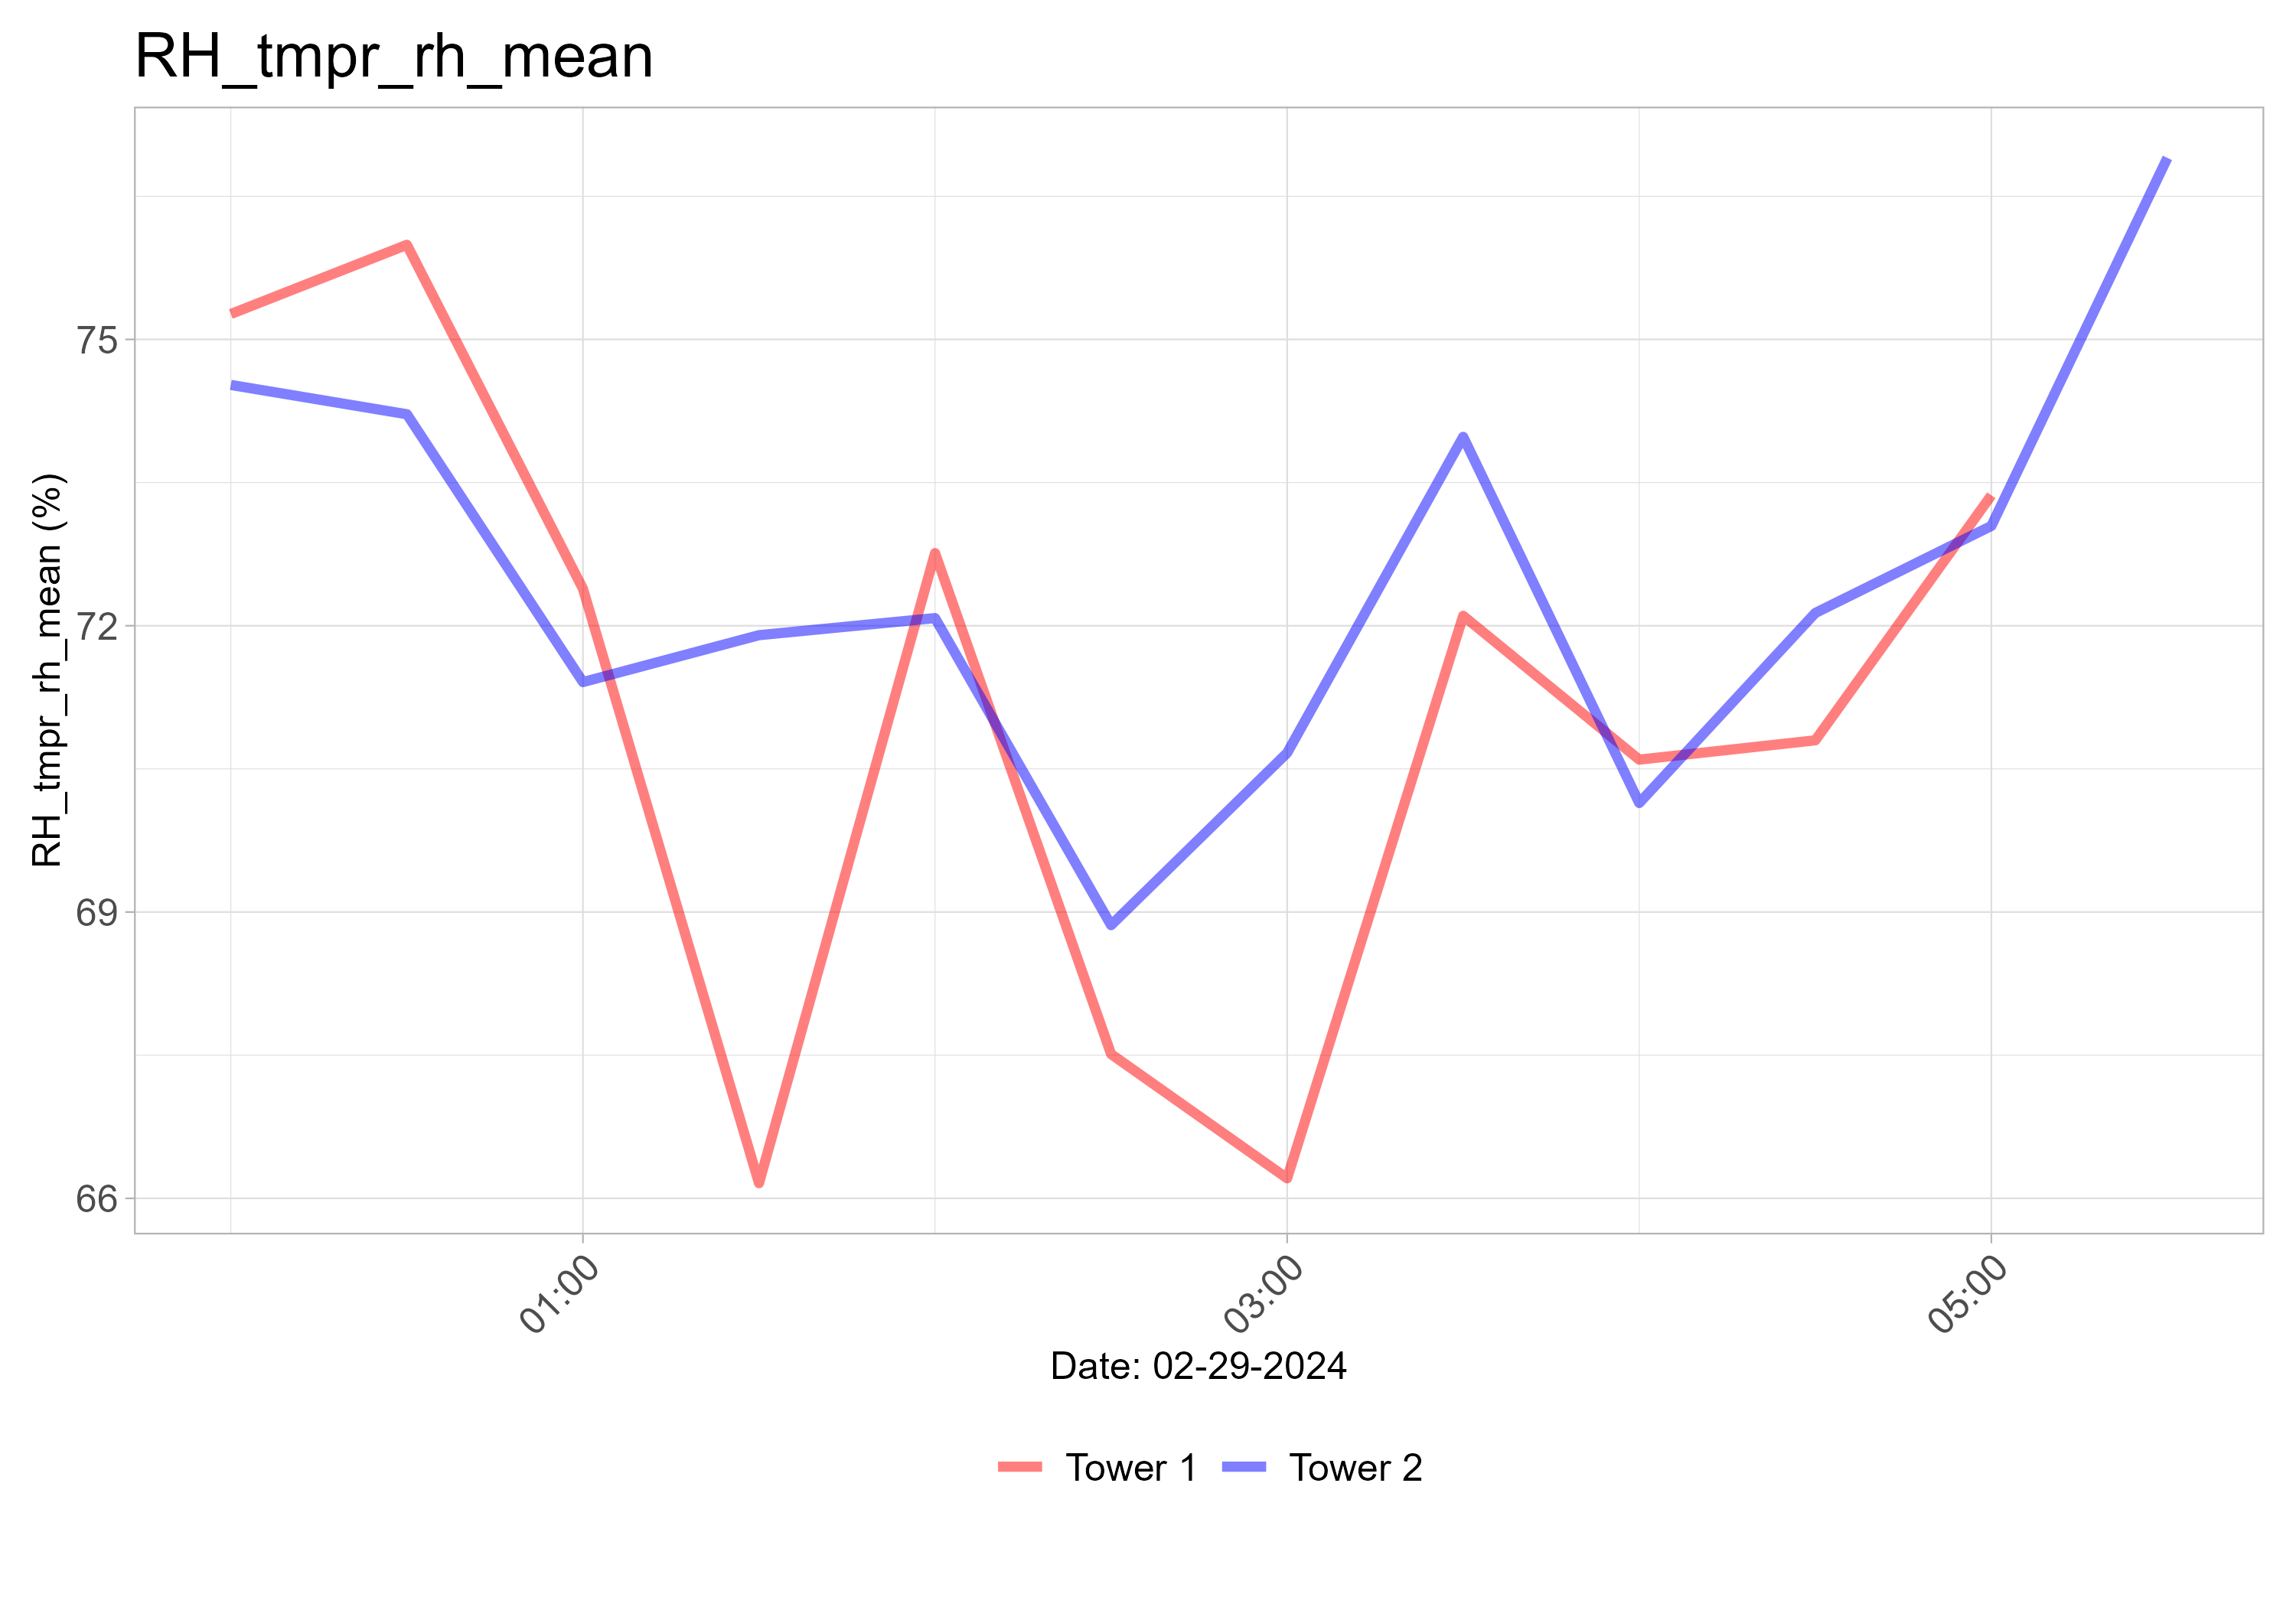 RH_tmpr_rh_mean
RH_tmpr_rh_mean (%)
75
72
69
66
01:00
03:00
05:00
Date: 02-29-2024
Tower 1
Tower 2